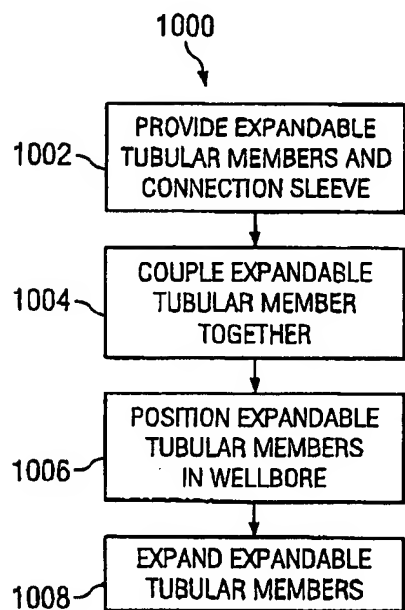 1000
1002
PROVIDE EXPANDABLE
TUBULAR MEMBERS AND
CONNECTION SLEEVE
1004
COUPLE EXPANDABLE
TUBULAR MEMBER
TOGETHER
1006
POSITION EXPANDABLE
TUBULAR MEMBERS
IN WELLBORE
1008
EXPAND EXPANDABLE
TUBULAR MEMBERS